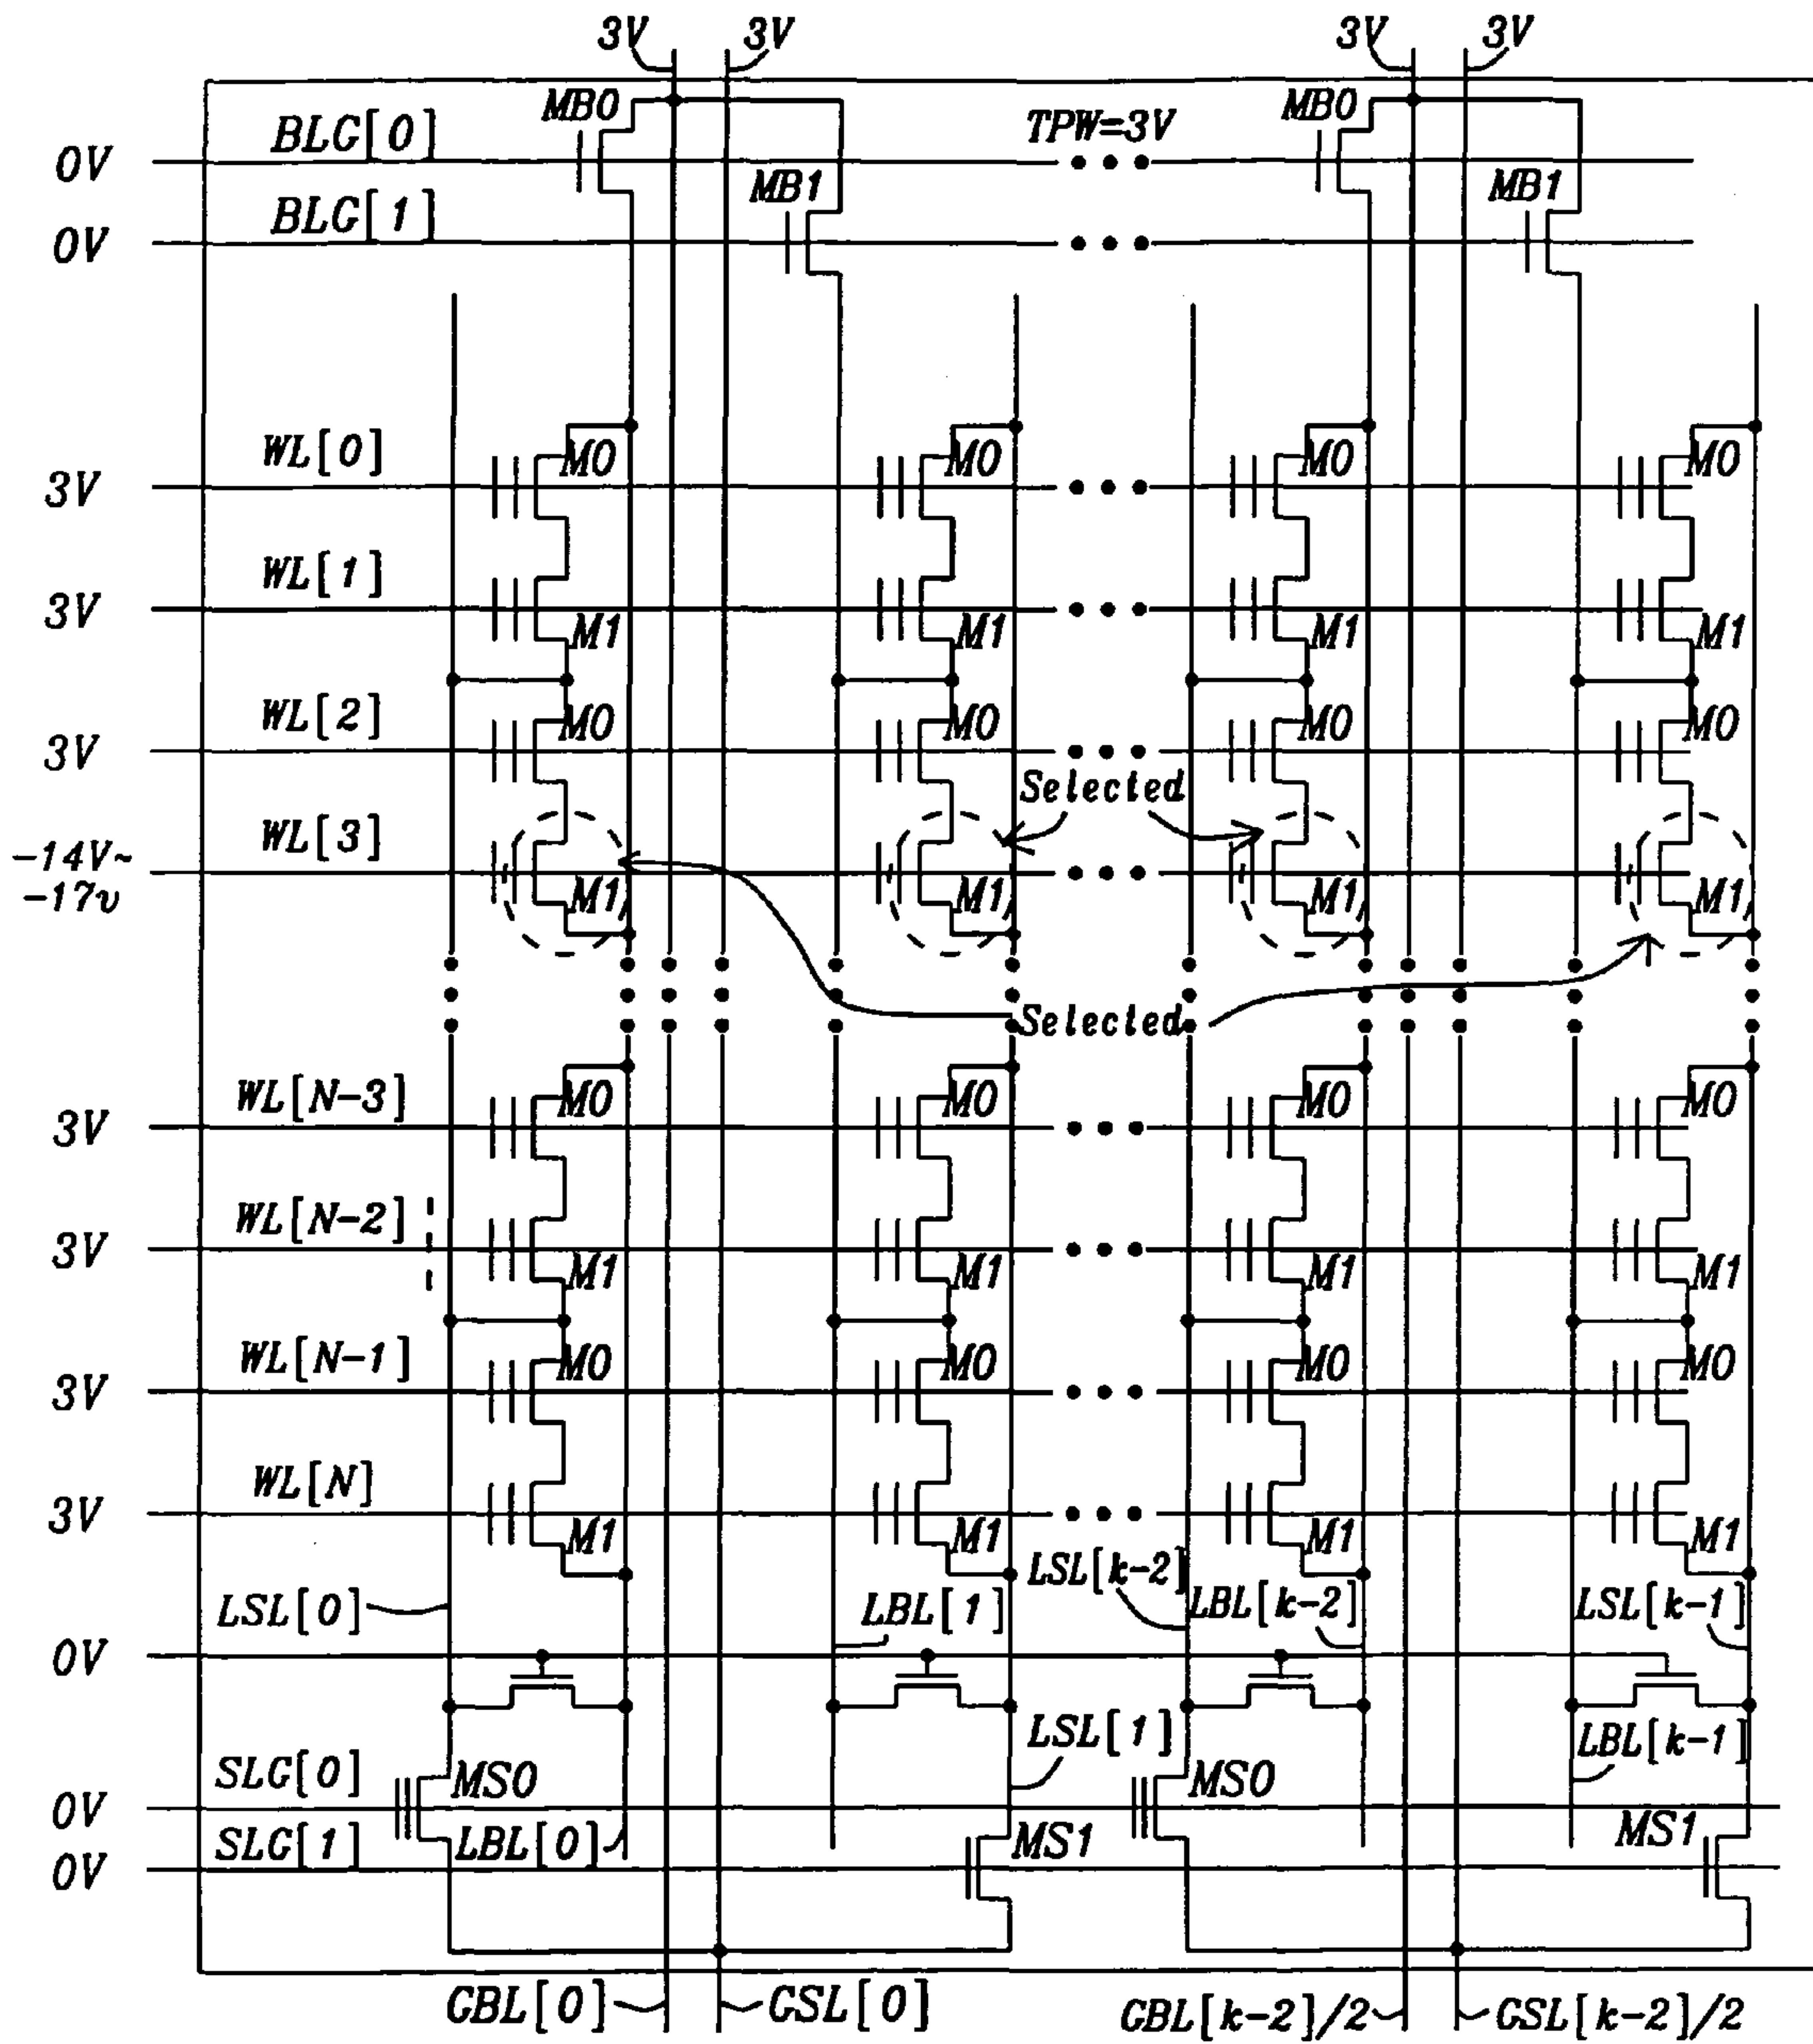 3V 3V 3V 3V
MB0 TPW=3V MB0
BLG[0]
0V
MB1 MB1
BLG[1]
0V
WL[0] M0 M0 M0 M0
3V
WL[1]
3V
M1 M1 M1 M1
WL[2] M0 M0 M0 M0
3V
Selected
WL[3]
-14V~
-17v
M1 M1 M1 M1
Selected
WL[N-3] M0 M0 M0 M0
3V
WL[N-2]
3V
M1 M1 M1 M1
WL[N-1] M0 M0 M0 M0
3V
WL[N]
3V
M1 M1 M1 M1
LSL[k-2]
LSL[0] LBL[1] LBL[k-2] LSL[k-1]
0V
LSL[1] LBL[k-1]
SLG[0] MS0 MS0
0V
SLG[1] LBL[0] MS1 MS1
0V
GBL[0] GSL[0] GBL[k-2]/2 GSL[k-2]/2